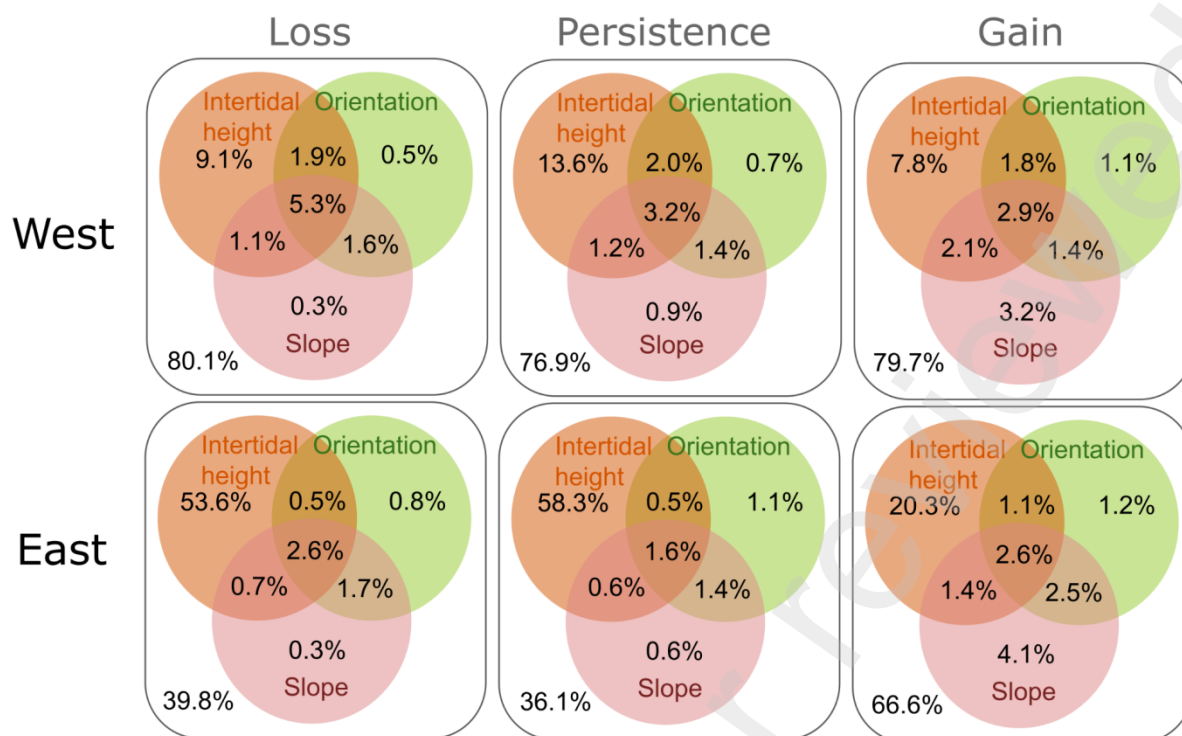 Loss Persistence Gain
West
Intertidal Orientation
height
9.1% 1.9% 0.5%
5.3%
1.1% 1.6%
0.3%
Slope
80.1%
Intertidal Orientation
height
13.6% 2.0% 0.7%
3.2%
1.2% 1.4%
0.9%
Slope
76.9%
Intertidal Orientation
height
7.8% 1.8% 1.1%
2.9%
2.1% 1.4%
3.2%
Slope
79.7%
East
Intertidal Orientation
height
53.6% 0.5% 0.8%
2.6%
0.7% 1.7%
0.3%
Slope
39.8%
Intertidal Orientation
height
58.3% 0.5% 1.1%
1.6%
0.6% 1.4%
0.6%
Slope
36.1%
Intertidal Orientation
height
20.3% 1.1% 1.2%
2.6%
1.4% 2.5%
4.1%
Slope
66.6%
r reviewed